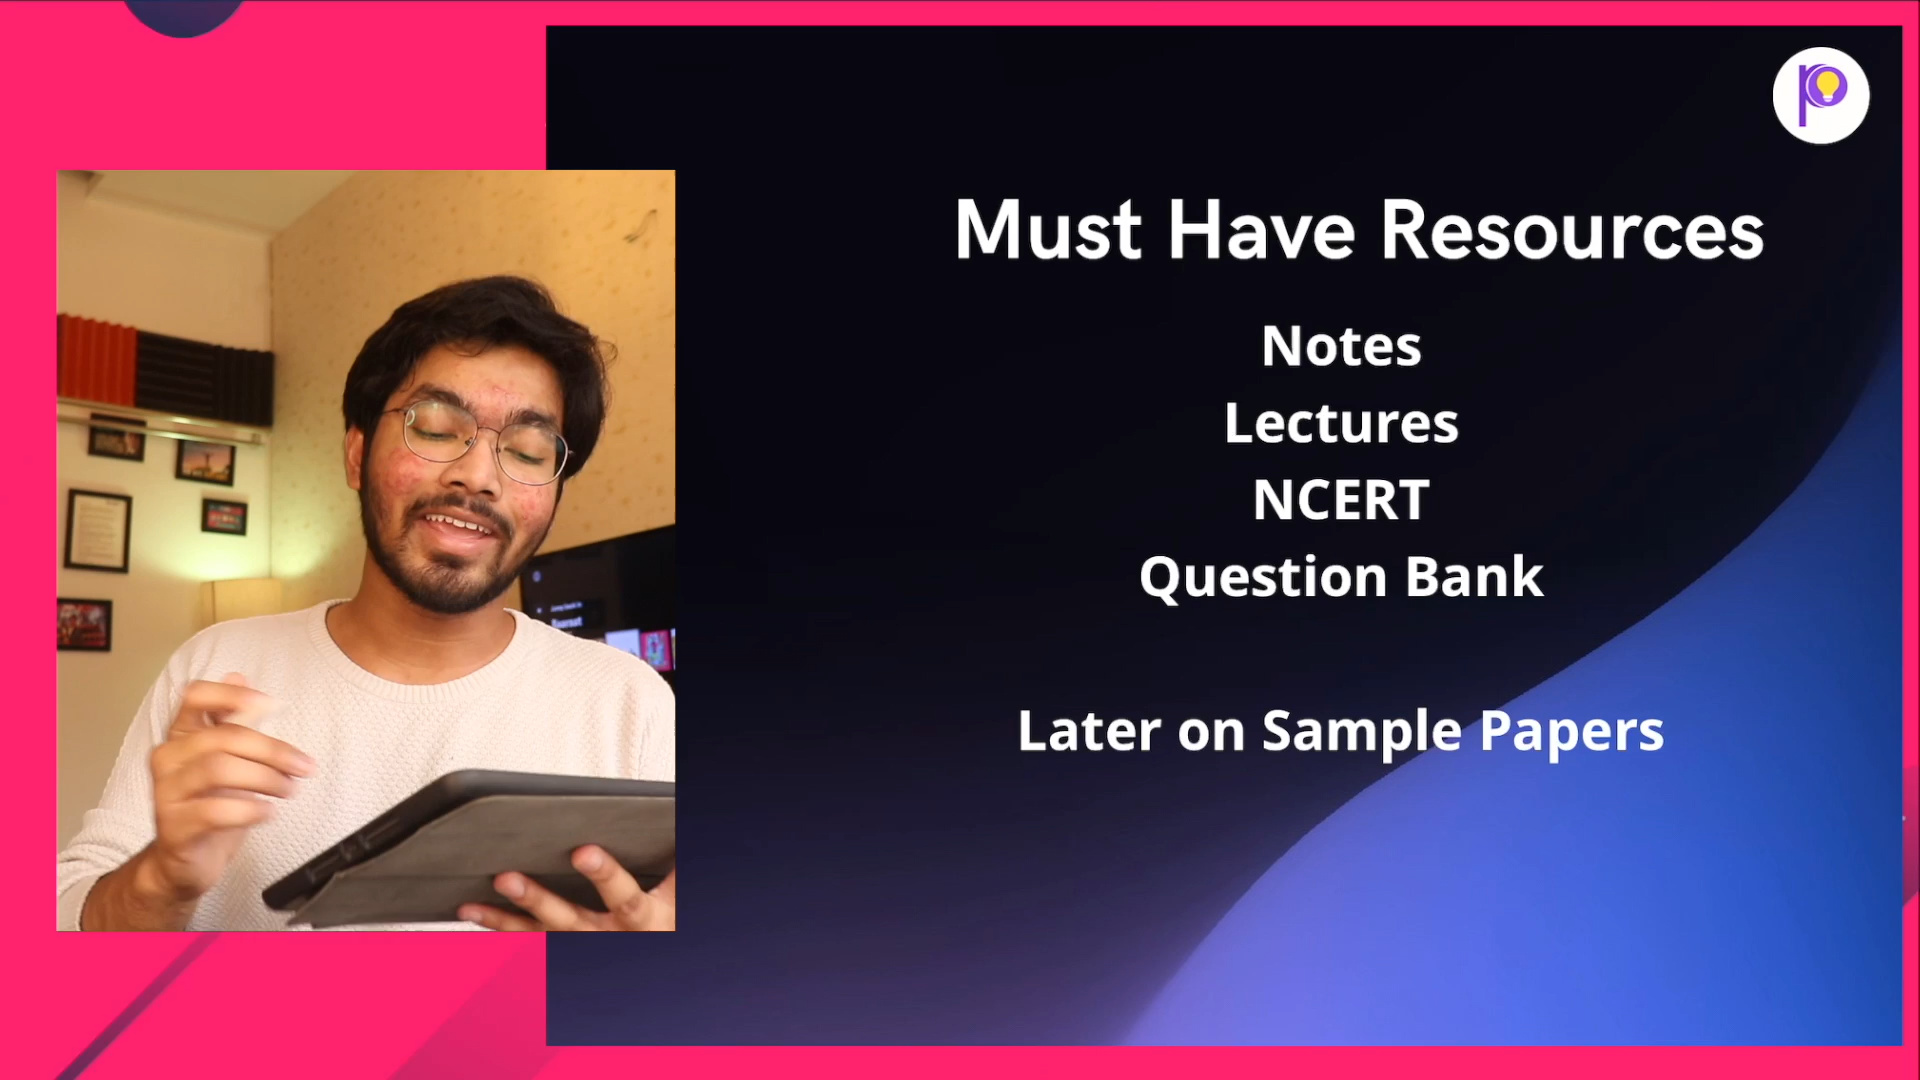 Must Have Resources
Notes
Lectures
NCERT
Question Bank
Later on Sample Papers